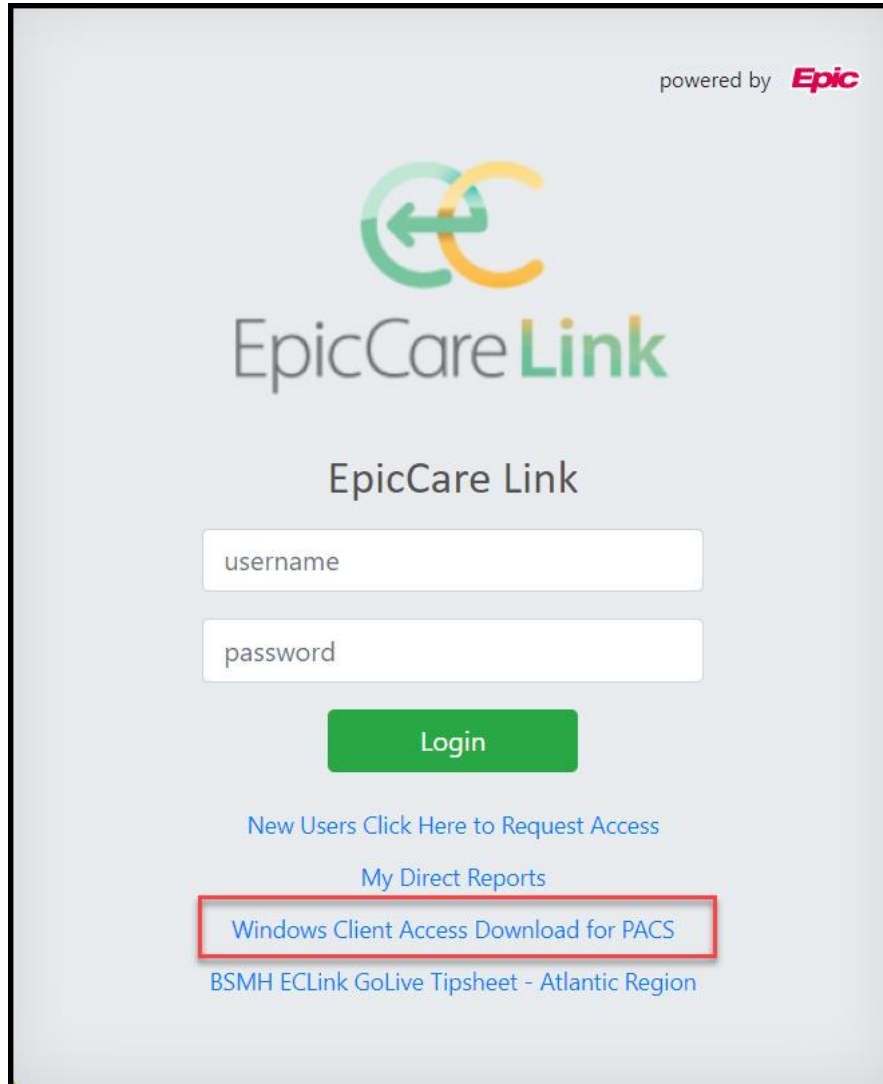 powered by Epic
EpicCare Link
EpicCare Link
username
password
Login
New Users Click Here to Request Access
My Direct Reports
Windows Client Access Download for PACS
BSMH ECLink GoLive Tipsheet - Atlantic Region